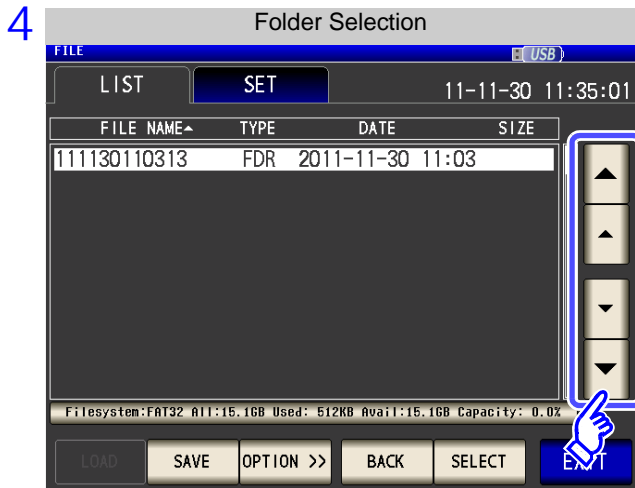 4
Folder Selection
FILE USB
LIST SET 11-11-30 11:35:01
FILE NAME▲ TYPE DATE SIZE
111130110313 FDR 2011-11-30 11:03
Filesystem:FAT32 All:15.1GB Used: 512KB Avail:15.1GB Capacity: 0.0%
LOAD SAVE OPTION >> BACK SELECT EXIT